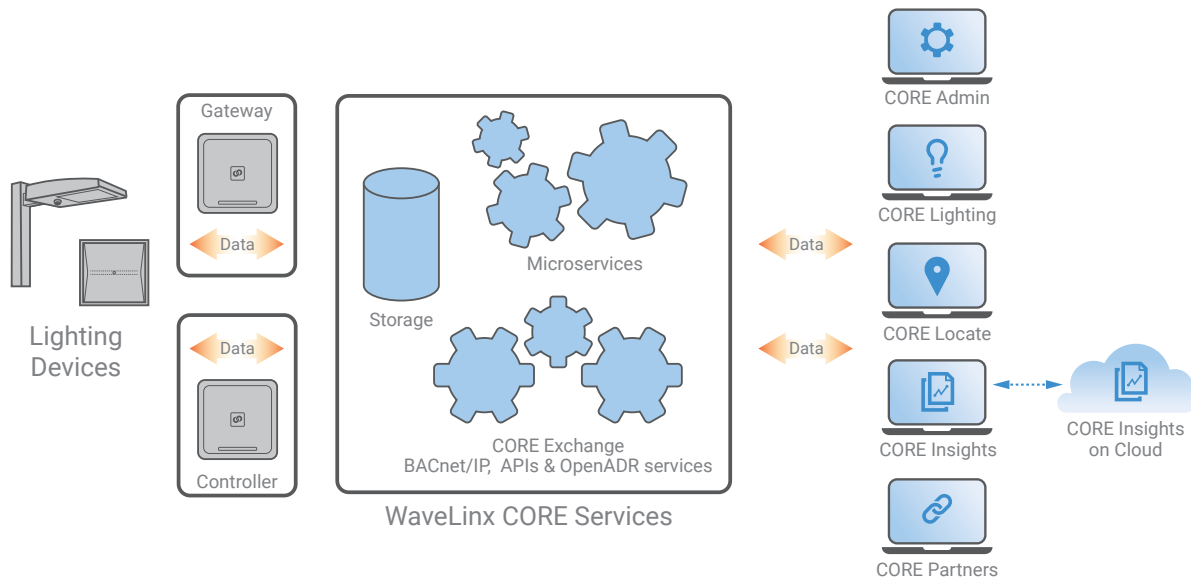 Lighting
Devices
Gateway
Data
Data
Controller
Storage
Microservices
CORE Exchange
BACnet/IP, APIs & OpenADR services
WaveLinx CORE Services
Data
Data
CORE Admin
CORE Lighting
CORE Locate
CORE Insights
CORE Insights
on Cloud
CORE Partners